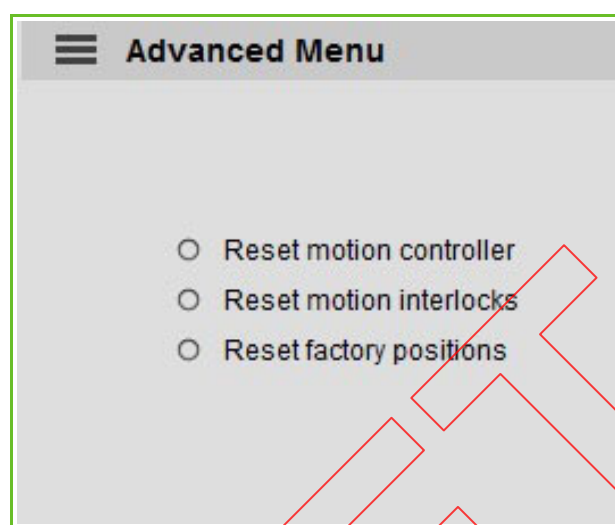 Advanced Menu
Reset motion controller
Reset motion interlocks
Reset factory positions